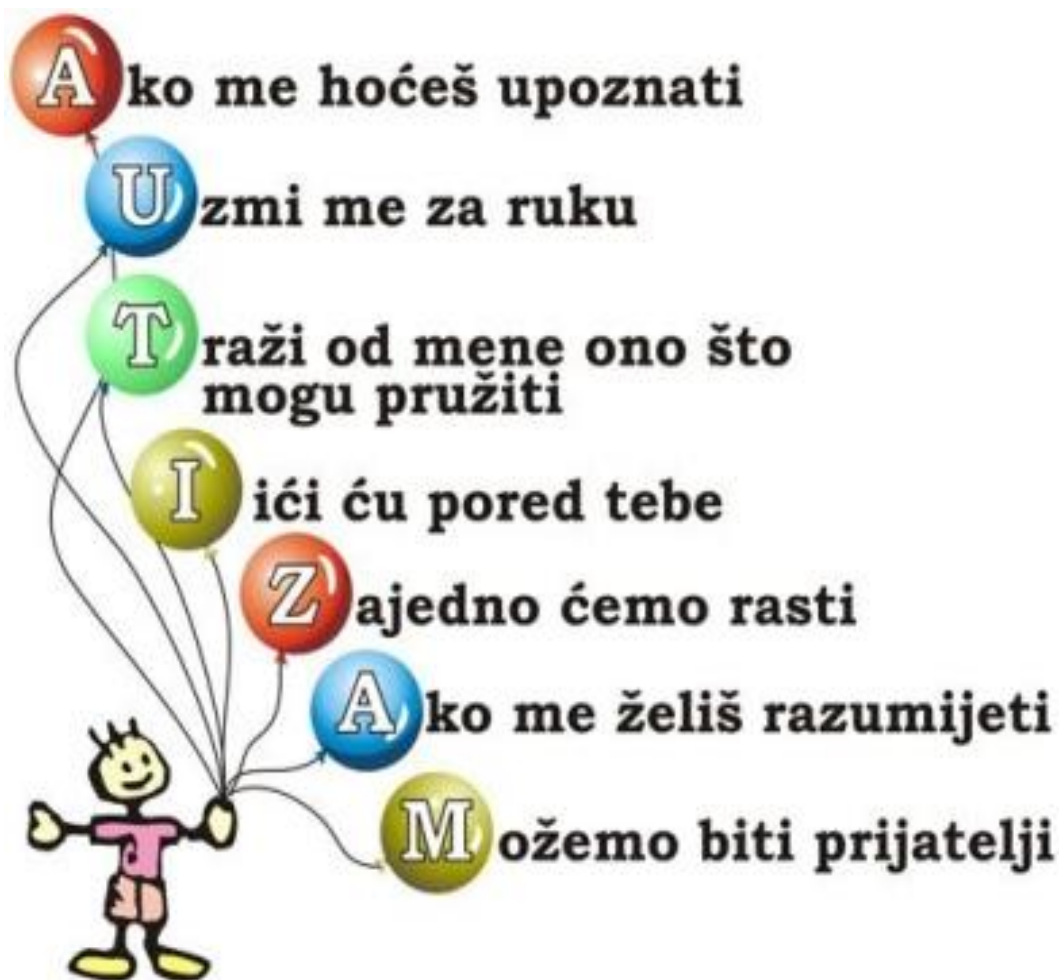 Ako me hoćeš upoznati
Uzmi me za ruku
Traži od mene ono što
mogu pružiti
I ići ću pored tebe
Zajedno ćemo rasti
Ako me želiš razumijeti
Možemo biti prijatelji